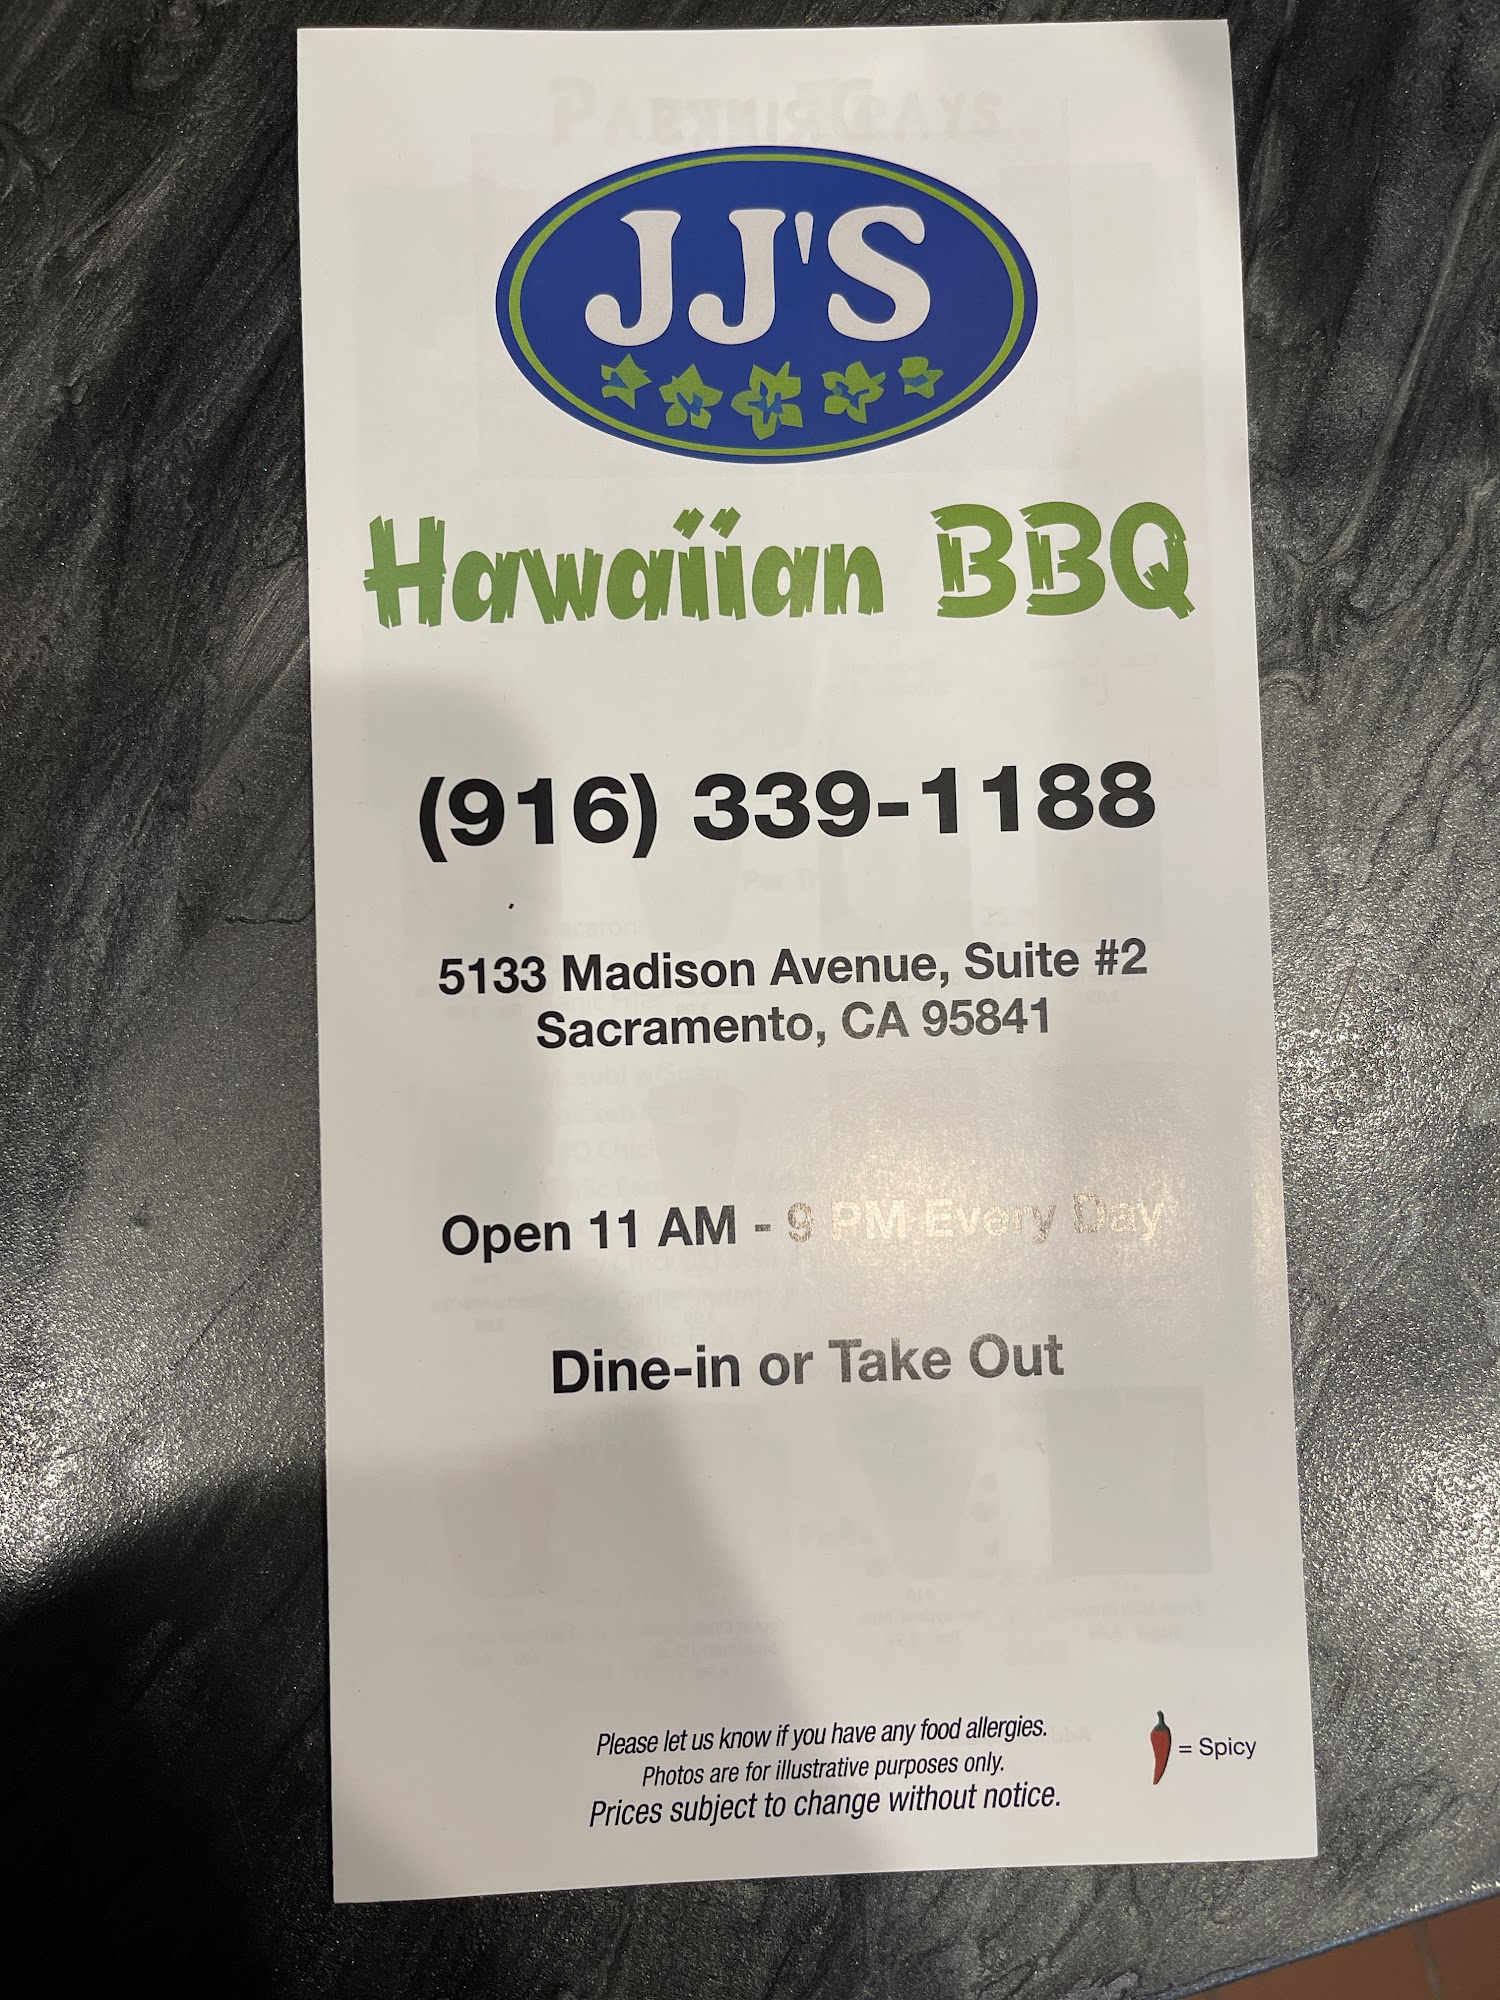 JJ'S
Hawaiian BBQ
(916) 339-1188
5133 Madison Avenue, Suite #2
Sacramento, CA 95841
Open 11 AM - 9 PM Every Day
Dine-in or Take Out
Please let us know if you have any food allergies.
Photos are for illustrative purposes only.
Prices subject to change without notice.
= Spicy